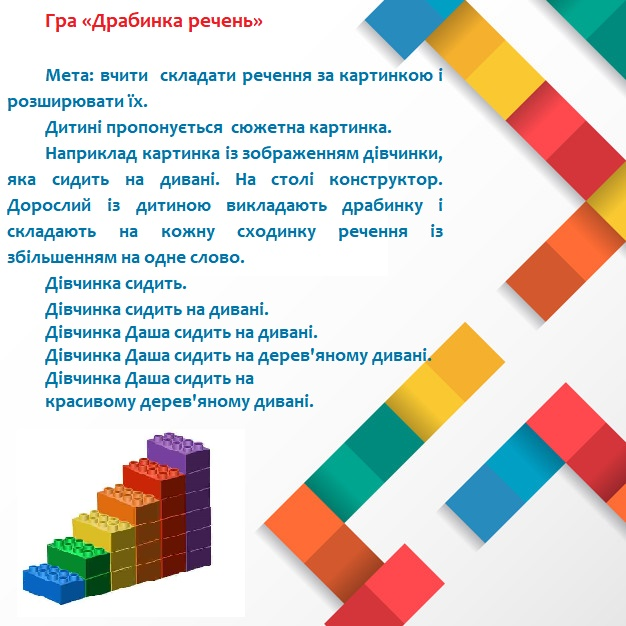 Гра «Драбинка речень»
Мета: вчити складати речення за картинкою і
розширювати їх.
Дитині пропонується сюжетна картинка.
Наприклад картинка із зображенням дівчинки,
яка сидить на дивані. На столі конструктор.
Дорослий із дитиною викладають драбинку і
складають на кожну сходинку речення із
збільшенням на одне слово.
Дівчинка сидить.
Дівчинка сидить на дивані.
Дівчинка Даша сидить на дивані.
Дівчинка Даша сидить на дерев'яному дивані.
Дівчинка Даша сидить на
красивому дерев'яному дивані.